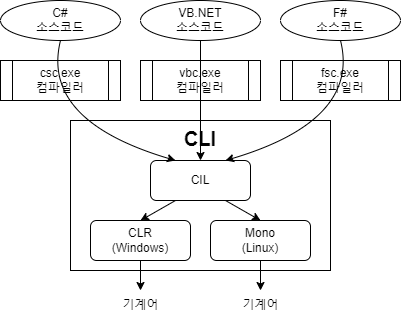 C#
소스코드
VB.NET
소스코드
F#
소스코드
csc.exe
컴파일러
vbc.exe
컴파일러
fsc.exe
컴파일러
CLI
CIL
CLR
(Windows)
Mono
(Linux)
기계어
기계어